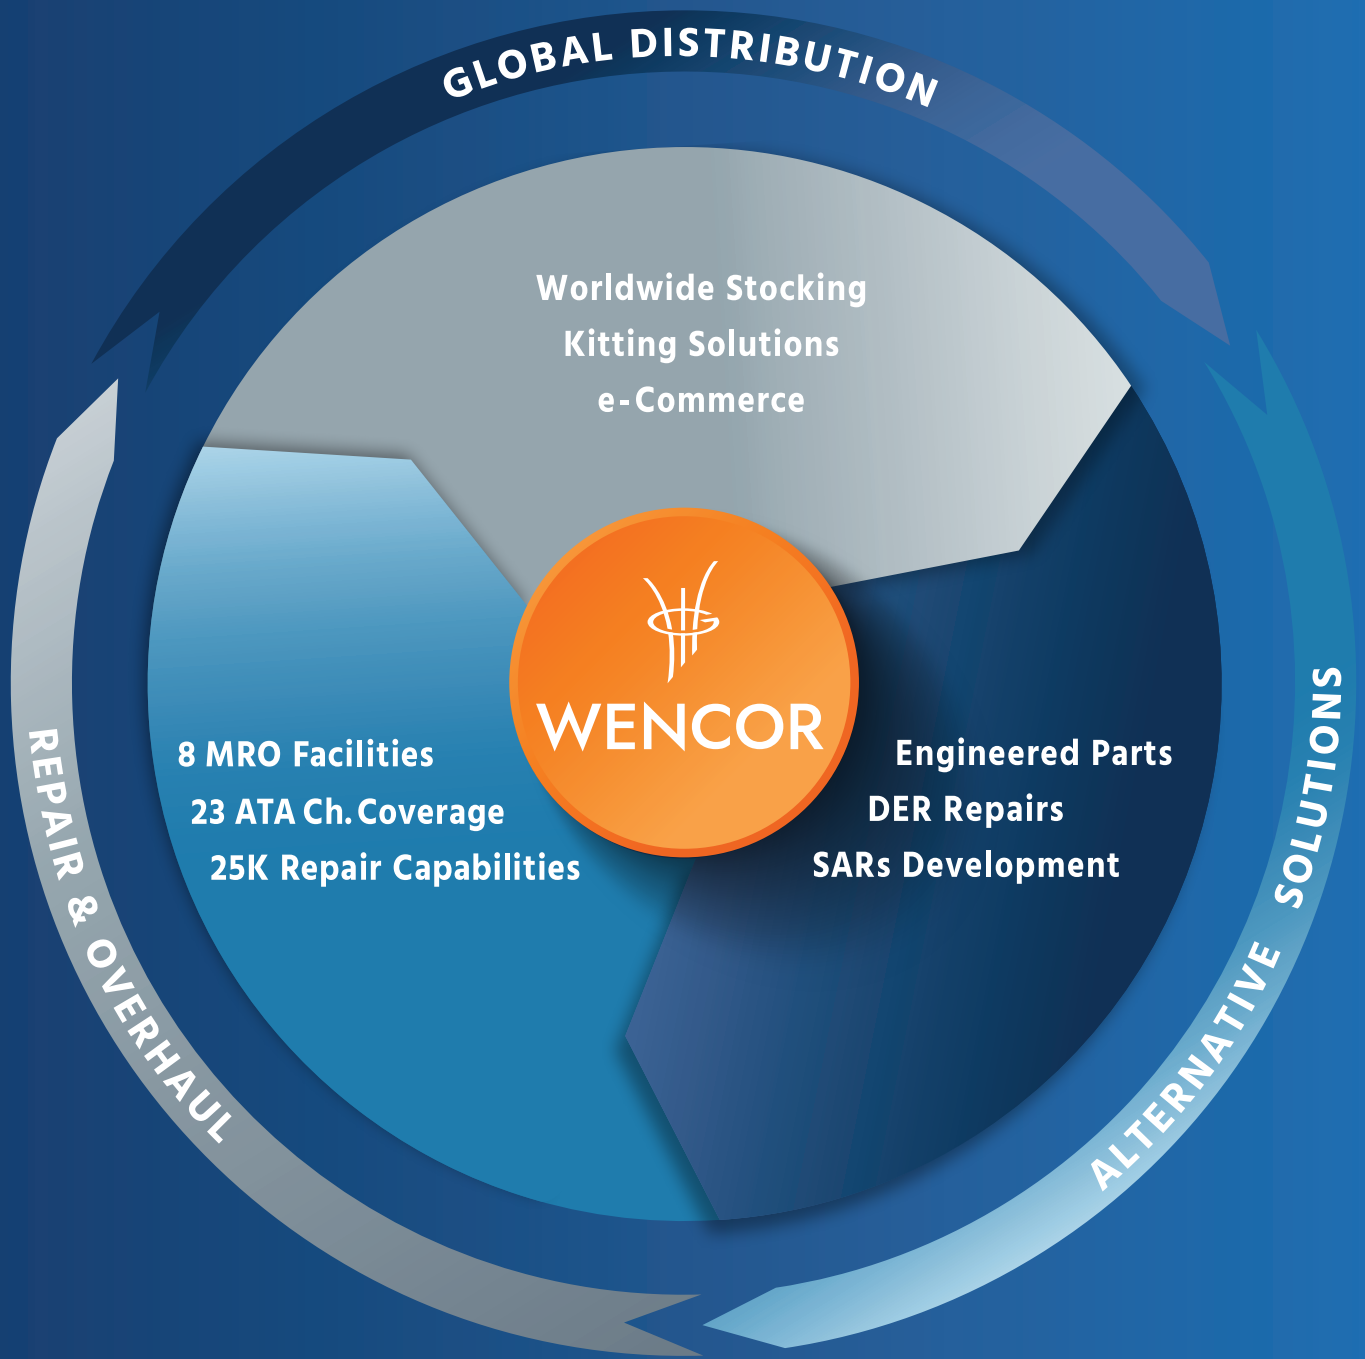 GLOBAL DISTRIBUTION
Worldwide Stocking
Kitting Solutions
e-Commerce
WENCOR
8 MRO Facilities
23 ATA Ch. Coverage
25K Repair Capabilities
Engineered Parts
DER Repairs
SARs Development
REPAIR & OVERHAUL
ALTERNATIVE SOLUTIONS